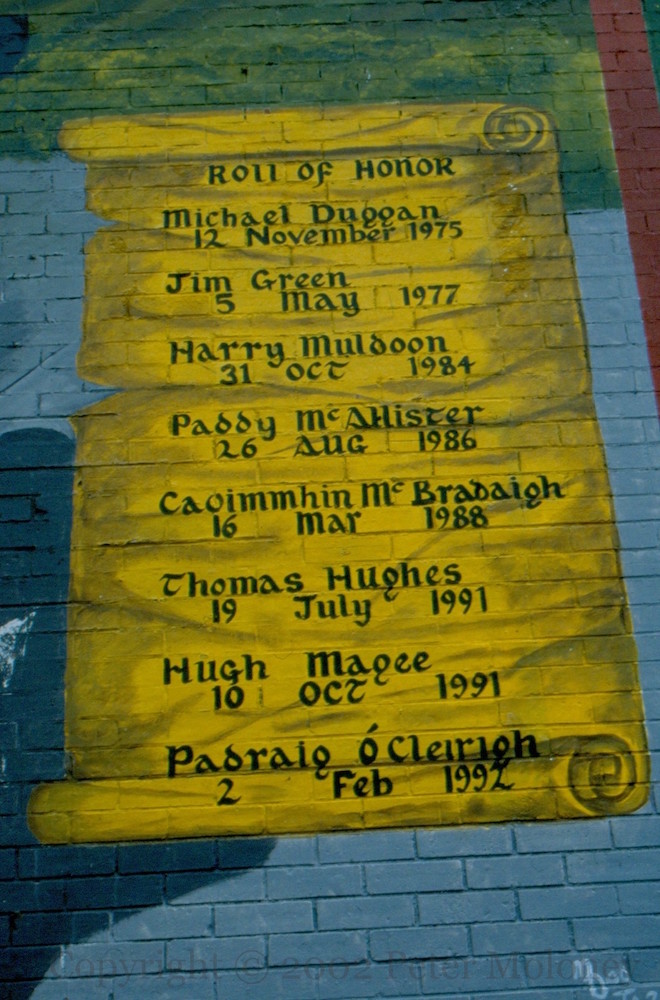 ROLL OF HONOR
Michael Duggan
12 November 1975
Jim Green
5 May 1977
Harry Muldoon
31 OCT 1984
Paddy Mc Allister
26 AUG 1986
Caoimmhin Mc Bradaigh
16 Mar 1988
Thomas Hughes
19 July 1991
Hugh Magee
10 OCT 1991
Padraig Ó Cleirigh
2 Feb 1992
Copyright © 2002 Peter Moloney